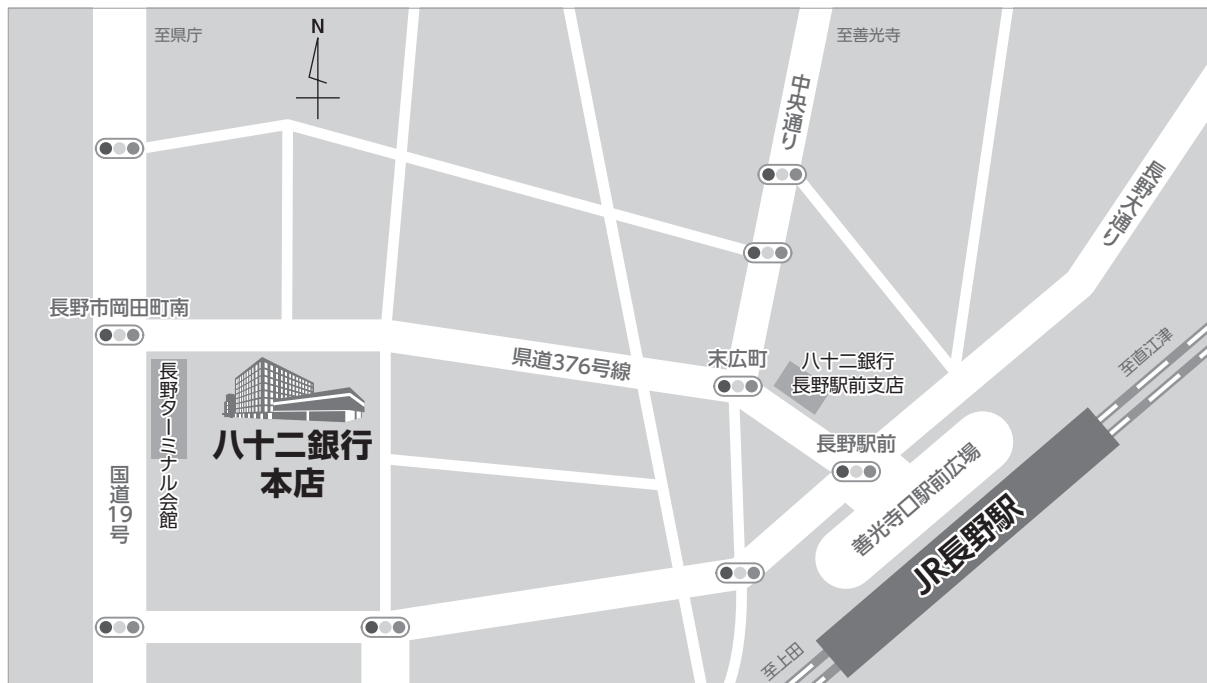 至県庁
N
至善光寺
中央通り
長野大通り
長野市岡田町南
県道376号線
末広町
八十二銀行
長野駅前支店
至直江津
長野ターミナル会館
八十二銀行
本店
長野駅前
国道19号
善光寺口駅前広場
JR長野駅
至上田